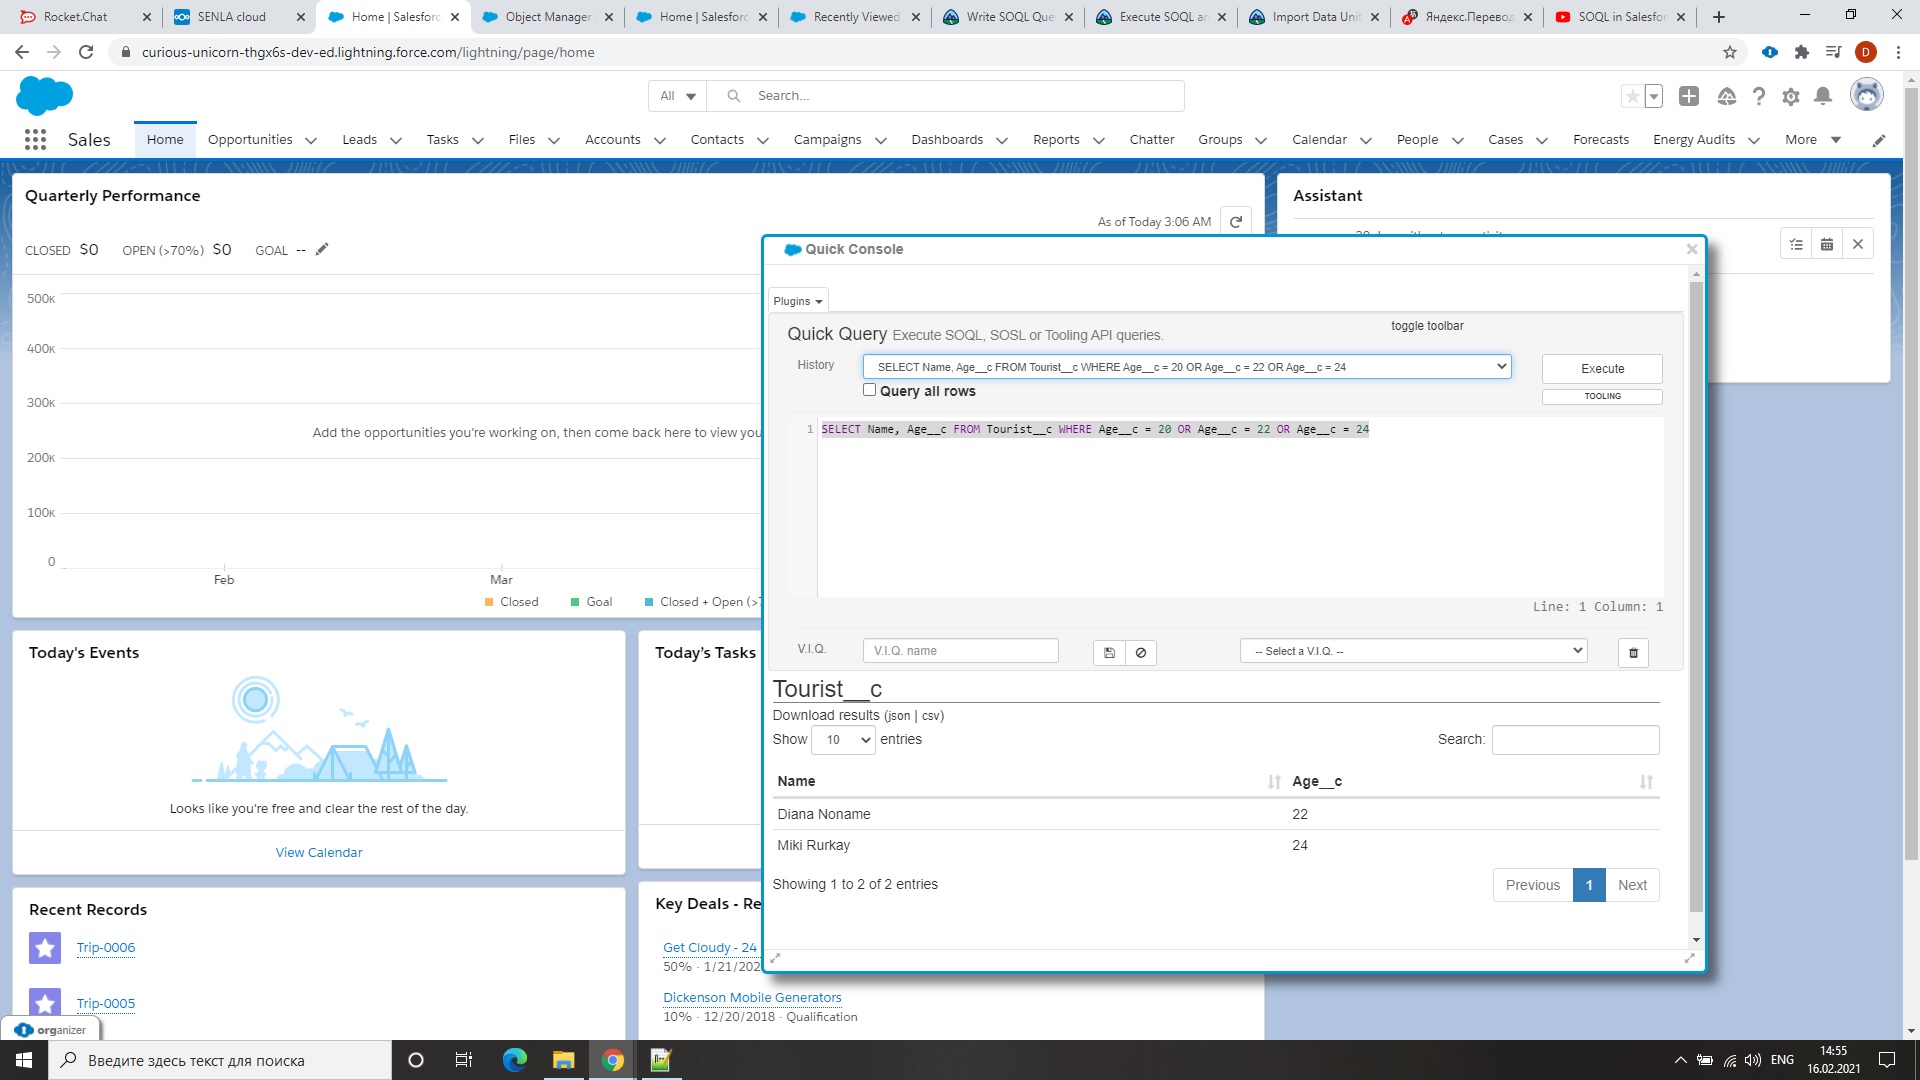 Rocket.Chat
SENLA cloud
Home | Salesforc
Object Manager
Home | Salesforc
Recently Viewed
Write SOQL Que
Execute SOQL an
Import Data Unit
Яндекс.Перевод
SOQL in Salesfor
curious-unicorn-thgx6s-dev-ed.lightning.force.com/lightning/page/home
D
All
Search...
Sales
Home
Opportunities
Leads
Tasks
Files
Accounts
Contacts
Campaigns
Dashboards
Reports
Chatter
Groups
Calendar
People
Cases
Forecasts
Energy Audits
More
Quarterly Performance
As of Today 3:06 AM
CLOSED $0 OPEN (>70%) $0 GOAL --
500K
400K
300K
200K
100K
0
Add the opportunities you're working on, then come back here to view you
Feb
Mar
Closed
Goal
Closed + Open (>7
Assistant
Quick Console
Plugins
Quick Query Execute SOQL, SOSL or Tooling API queries.
toggle toolbar
History
SELECT Name, Age__c FROM Tourist__c WHERE Age__c = 20 OR Age__c = 22 OR Age__c = 24
Execute
Query all rows
TOOLING
1 SELECT Name, Age__c FROM Tourist__c WHERE Age__c = 20 OR Age__c = 22 OR Age__c = 24
Line: 1 Column: 1
V.I.Q.
V.I.Q. name
-- Select a V.I.Q. --
Tourist__c
Download results (json | csv)
Show 10 entries
Search:
Name Age__c
Diana Noname 22
Miki Rurkay 24
Showing 1 to 2 of 2 entries
Previous 1 Next
Today's Events
Looks like you're free and clear the rest of the day.
View Calendar
Today's Tasks
Recent Records
Trip-0006
Trip-0005
Key Deals - Re
Get Cloudy - 24
50% · 1/21/202
Dickenson Mobile Generators
10% · 12/20/2018 · Qualification
organizer
Введите здесь текст для поиска
ENG
14:55
16.02.2021